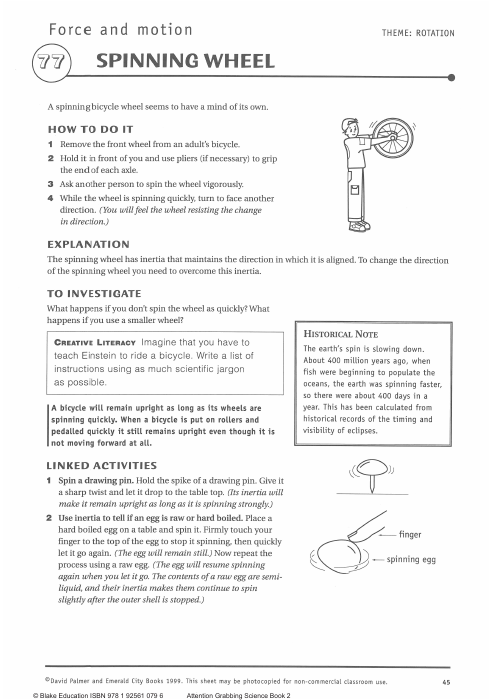 Force and motion
THEME: ROTATION
77
SPINNING WHEEL
A spinning bicycle wheel seems to have a mind of its own.
HOW TO DO IT
1 Remove the front wheel from an adult's bicycle.
2 Hold it in front of you and use pliers (if necessary) to grip
the end of each axle.
3 Ask another person to spin the wheel vigorously.
4 While the wheel is spinning quickly, turn to face another
direction. (You will feel the wheel resisting the change
in direction.)
EXPLANATION
The spinning wheel has inertia that maintains the direction in which it is aligned. To change the direction
of the spinning wheel you need to overcome this inertia.
TO INVESTIGATE
What happens if you don't spin the wheel as quickly? What
happens if you use a smaller wheel?
CREATIVE LITERACY Imagine that you have to
teach Einstein to ride a bicycle. Write a list of
instructions using as much scientific jargon
as possible.
A bicycle will remain upright as long as its wheels are
spinning quickly. When a bicycle is put on rollers and
pedalled quickly it still remains upright even though it is
not moving forward at all.
HISTORICAL NOTE
The earth's spin is slowing down.
About 400 million years ago, when
fish were beginning to populate the
oceans, the earth was spinning faster,
so there were about 400 days in a
year. This has been calculated from
historical records of the timing and
visibility of eclipses.
LINKED ACTIVITIES
1 Spin a drawing pin. Hold the spike of a drawing pin. Give it
a sharp twist and let it drop to the table top. (Its inertia will
make it remain upright as long as it is spinning strongly.)
2 Use inertia to tell if an egg is raw or hard boiled. Place a
hard boiled egg on a table and spin it. Firmly touch your
finger to the top of the egg to stop it spinning, then quickly
let it go again. (The egg will remain still.) Now repeat the
process using a raw egg. (The egg will resume spinning
again when you let it go. The contents of a raw egg are semi-
liquid, and their inertia makes them continue to spin
slightly after the outer shell is stopped.)
finger
spinning egg
©David Palmer and Emerald City Books 1999. This sheet may be photocopied for non-commercial classroom use.
45
© Blake Education ISBN 978 1 92561 079 6 Attention Grabbing Science Book 2